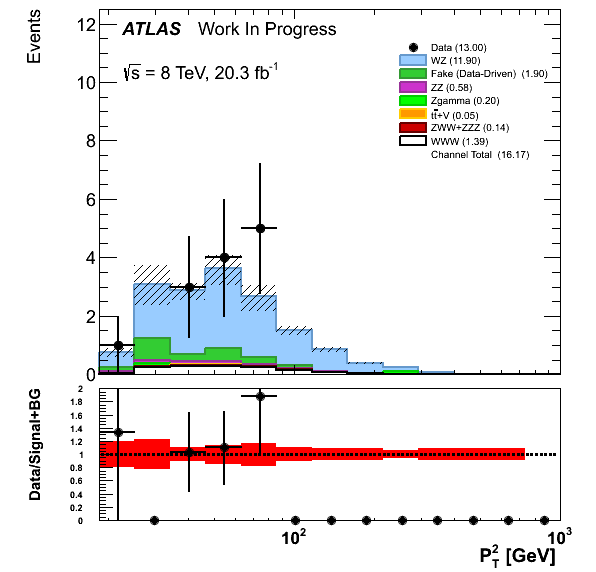 Events
12
10
8
6
4
2
0
ATLAS Work In Progress
√s = 8 TeV, 20.3 fb⁻¹
Data (13.00)
WZ (11.90)
Fake (Data-Driven) (1.90)
ZZ (0.58)
Zgamma (0.20)
tt̄+V (0.05)
ZWW+ZZZ (0.14)
WWW (1.39)
Channel Total (16.17)
Data/Signal+BG
2
1.8
1.6
1.4
1.2
1
0.8
0.6
0.4
0.2
0
10²
10³
P²_T [GeV]